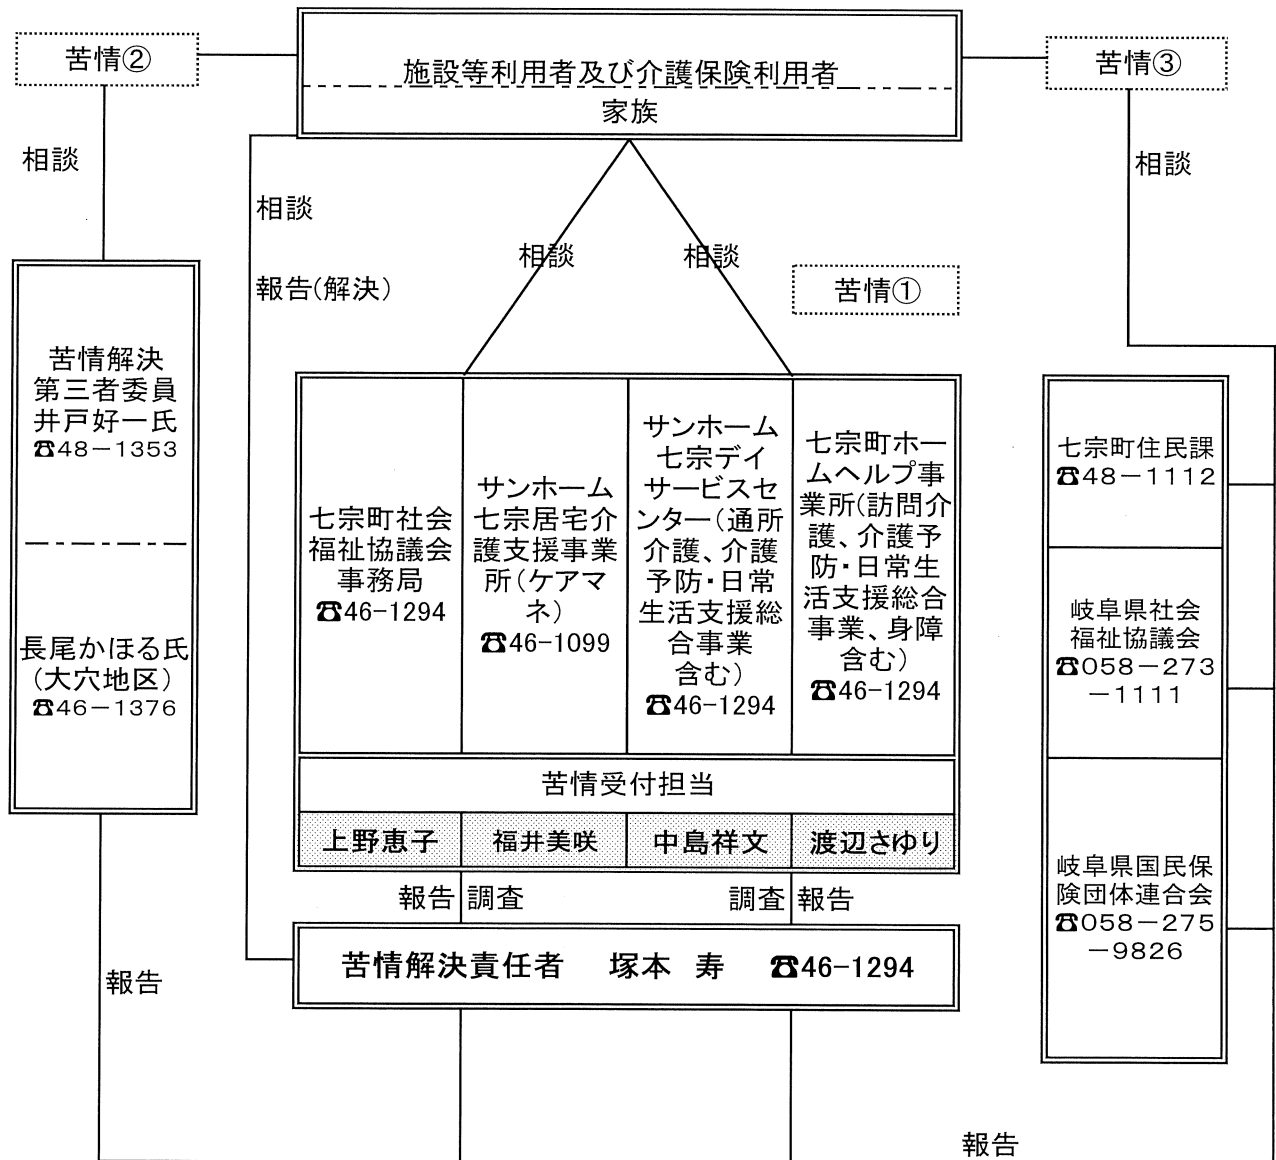 苦情②
施設等利用者及び介護保険利用者
家族
苦情③
相談
相談
相談
相談
相談
報告(解決)
苦情①
苦情解決
第三者委員
井戸好一氏
☎48－1353
長尾かほる氏
(大穴地区)
☎46－1376
七宗町社会
福祉協議会
事務局
☎46-1294
サンホーム
七宗居宅介
護支援事業
所(ケアマ
ネ)
☎46-1099
サンホーム
七宗デイ
サービスセ
ンター(通所
介護、介護
予防・日常
生活支援総
合事業
含む)
☎46-1294
七宗町ホー
ムヘルプ事
業所(訪問介
護、介護予
防・日常生
活支援総合
事業、身障
含む)
☎46-1294
七宗町住民課
☎48－1112
岐阜県社会
福祉協議会
☎058－273
－1111
岐阜県国民保
険団体連合会
☎058－275
－9826
苦情受付担当
上野恵子
福井美咲
中島祥文
渡辺さゆり
報告
調査
調査
報告
苦情解決責任者　塚本　寿　☎46-1294
報告
報告